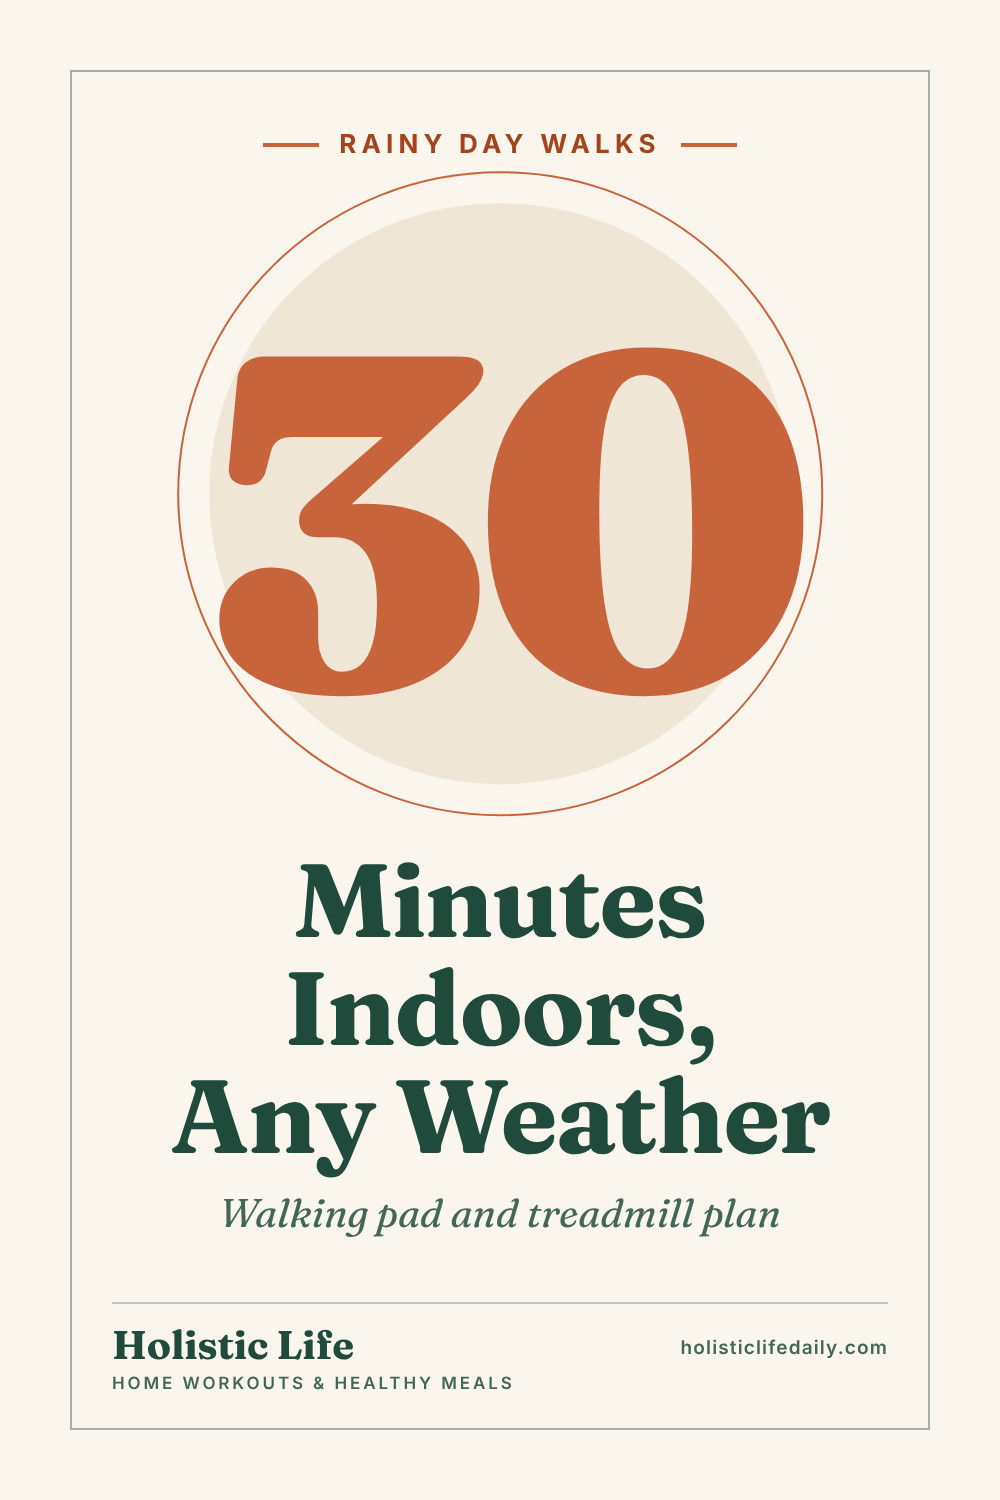 RAINY DAY WALKS
30
Minutes
Indoors,
Any Weather
Walking pad and treadmill plan
Holistic Life
HOME WORKOUTS & HEALTHY MEALS
holisticlifedaily.com